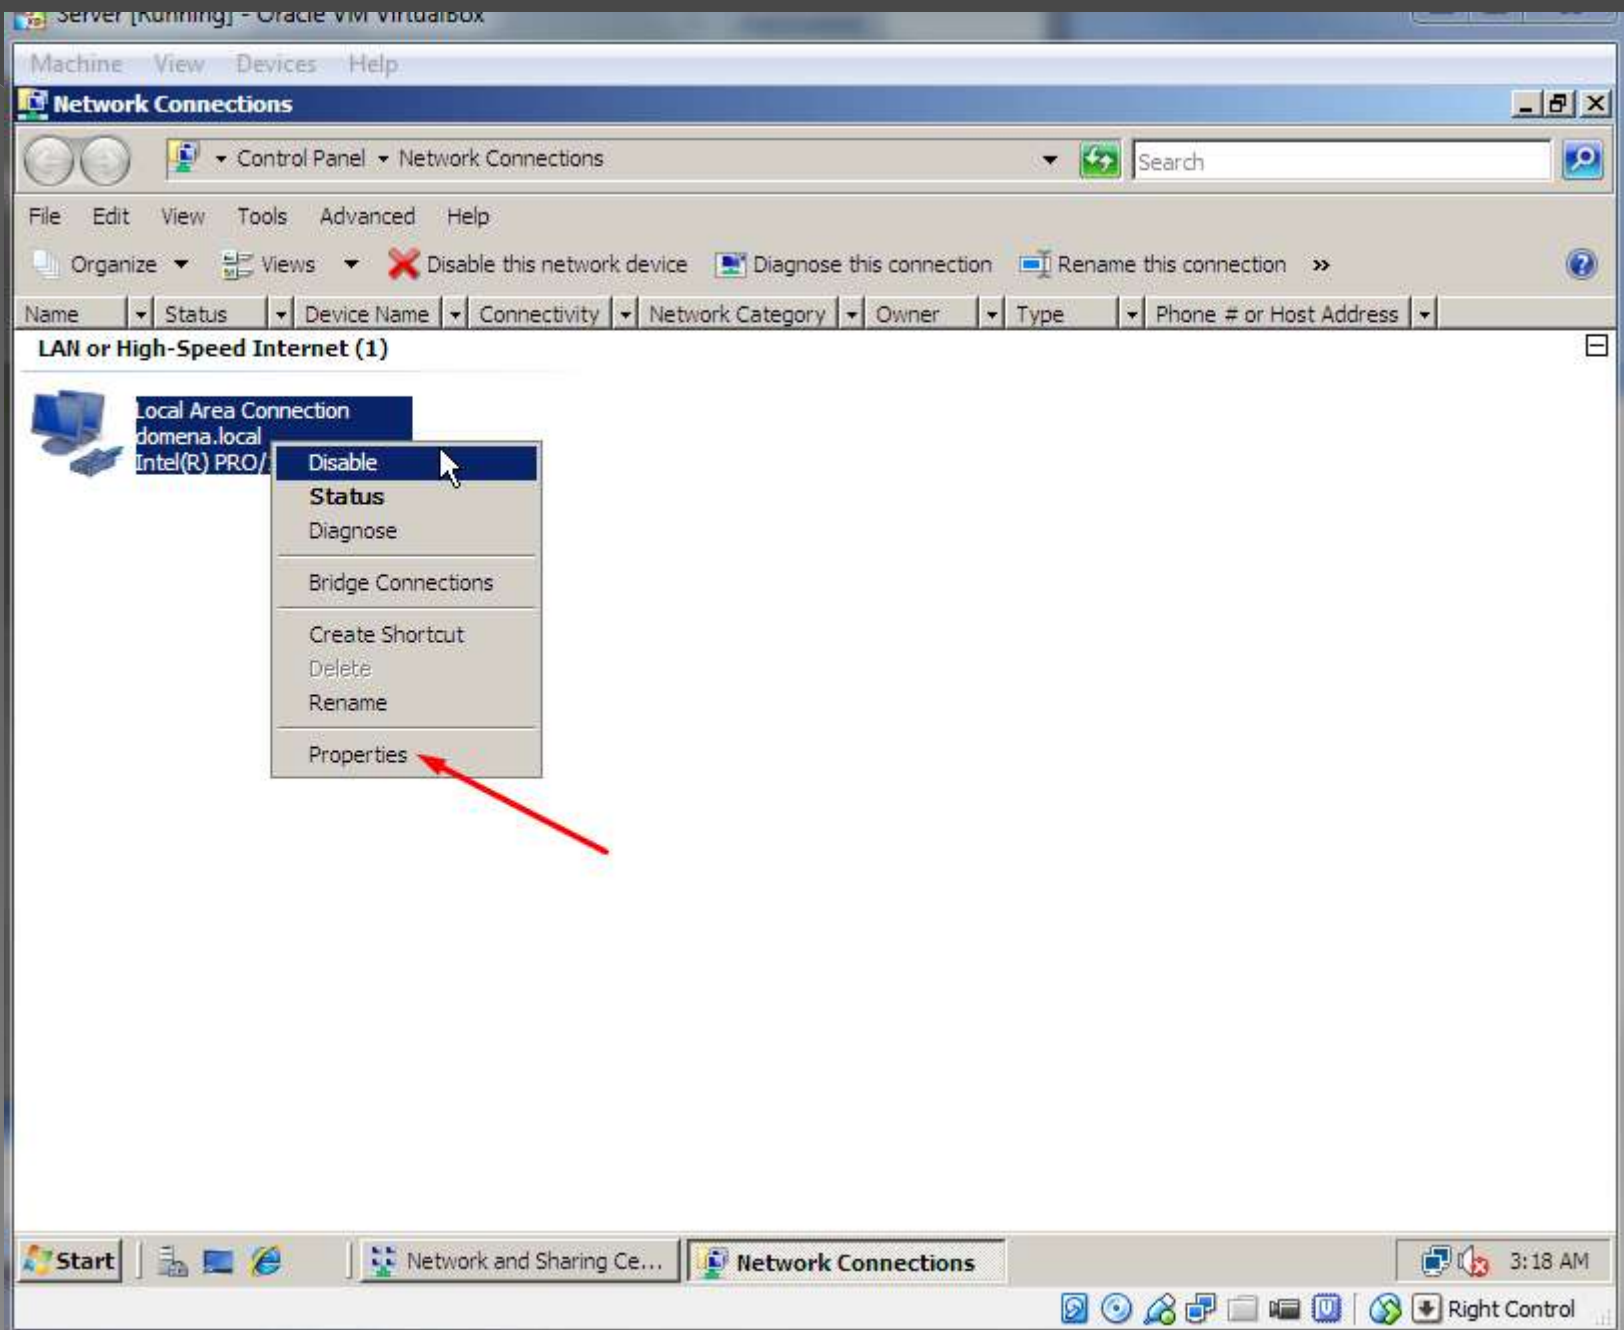 Server [Running] - Oracle VM VirtualBox
Machine View Devices Help
Network Connections
Control Panel Network Connections
Search
File Edit View Tools Advanced Help
Organize Views Disable this network device Diagnose this connection Rename this connection »
Name Status Device Name Connectivity Network Category Owner Type Phone # or Host Address
LAN or High-Speed Internet (1)
Local Area Connection
domena.local
Intel(R) PRO/
Disable
Status
Diagnose
Bridge Connections
Create Shortcut
Delete
Rename
Properties
Start Network and Sharing Ce... Network Connections 3:18 AM
Right Control